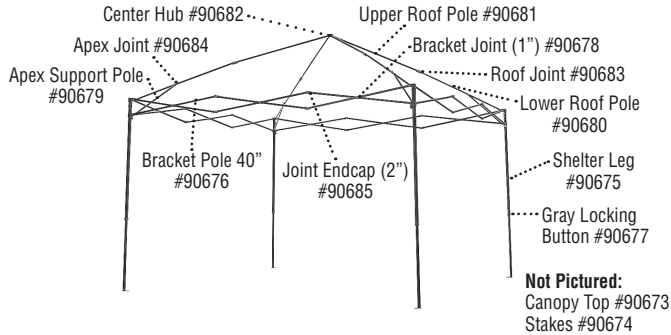 Center Hub #90682
Upper Roof Pole #90681
Apex Joint #90684
Bracket Joint (1”) #90678
Apex Support Pole
#90679
Roof Joint #90683
Lower Roof Pole
#90680
Bracket Pole 40”
#90676
Joint Endcap (2”)
#90685
Shelter Leg
#90675
Gray Locking
Button #90677
Not Pictured:
Canopy Top #90673
Stakes #90674